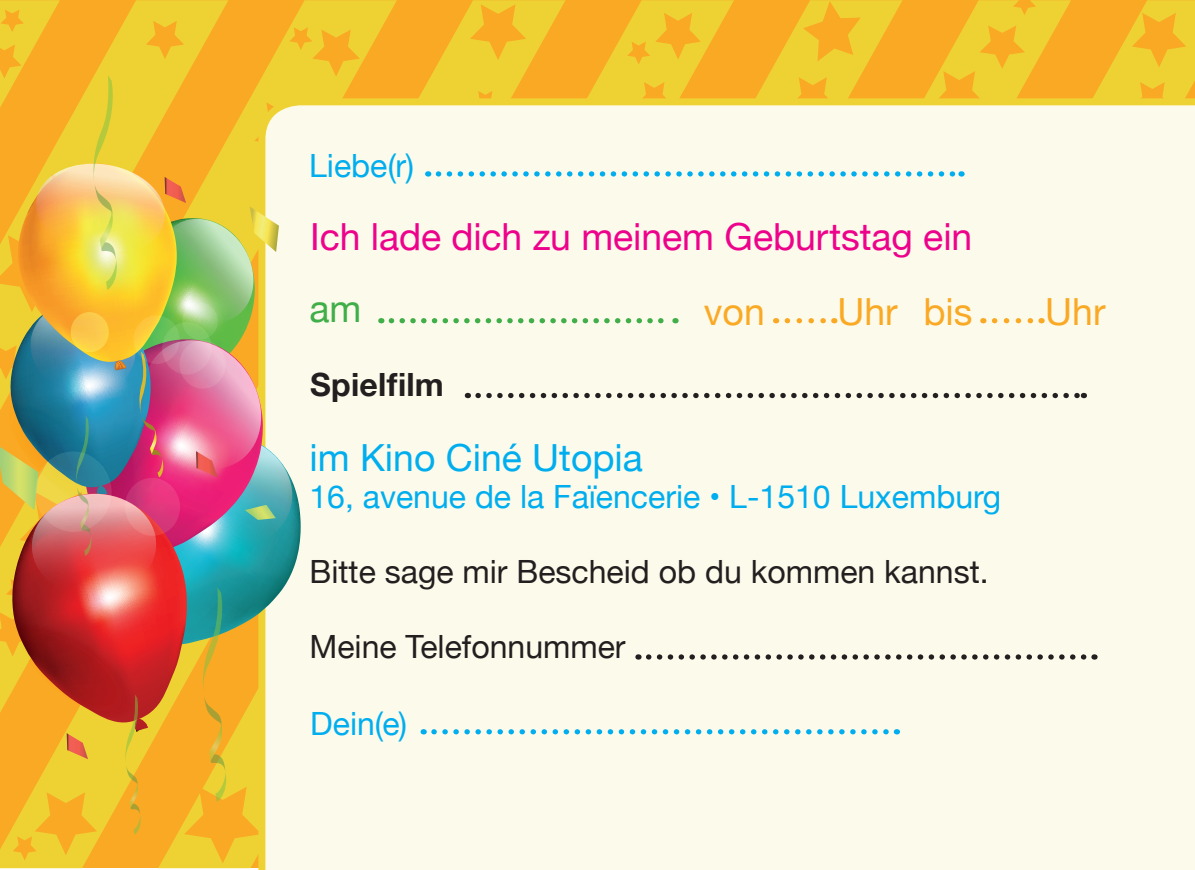 Liebe(r) ..................................................
Ich lade dich zu meinem Geburtstag ein
am ............................ von ......Uhr bis ......Uhr
Spielfilm ..........................................................
im Kino Ciné Utopia
16, avenue de la Faïencerie • L-1510 Luxemburg
Bitte sage mir Bescheid ob du kommen kannst.
Meine Telefonnummer ...........................................
Dein(e) .............................................